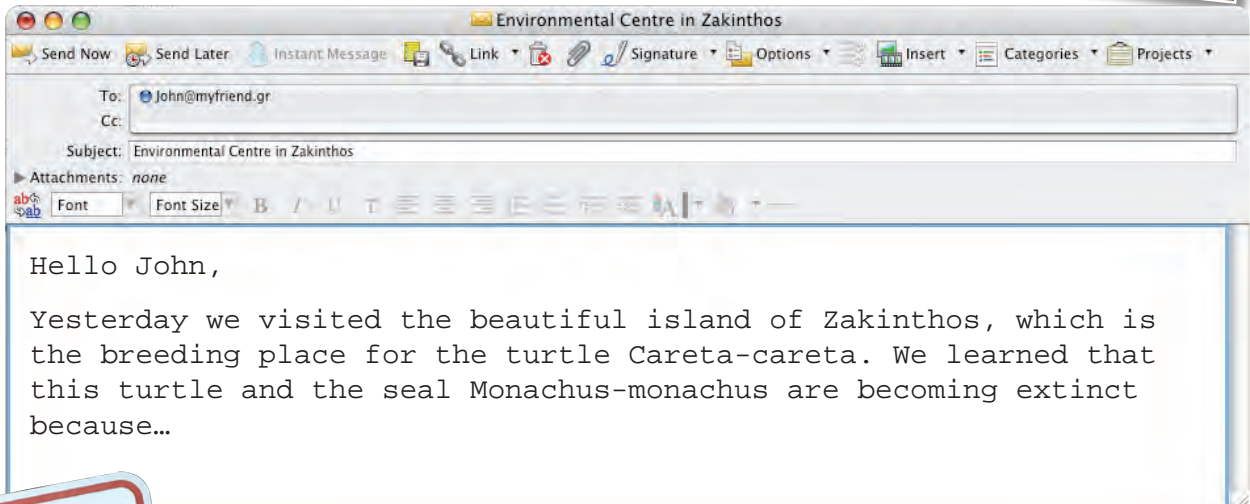 Environmental Centre in Zakinthos
Send Now Send Later Instant Message Link Signature Options Insert Categories Projects
To: John@myfriend.gr
Cc:
Subject: Environmental Centre in Zakinthos
Attachments: none
Font Font Size B I U T
Hello John,
Yesterday we visited the beautiful island of Zakinthos, which is
the breeding place for the turtle Careta-careta. We learned that
this turtle and the seal Monachus-monachus are becoming extinct
because…